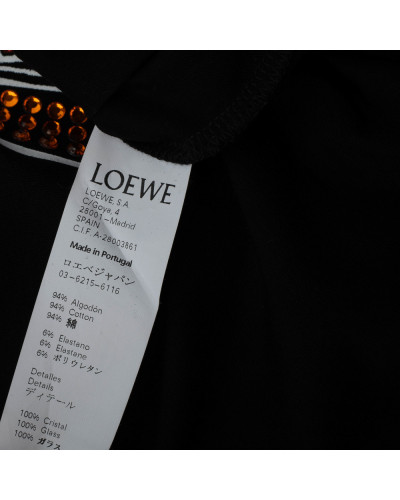 LOEWE
LOEWE, S.A
C/Goya, 4
28001-Madrid
SPAIN
C.I.F. A-28003861
Made in Portugal
ロエベジャパン
03-6215-6116
94% Algodón
94% Cotton
94% 綿
6% Elastano
6% Elastane
6% ポリウレタン
Detalles
Details
ディテール
100% Cristal
100% Glass
100% ガラス